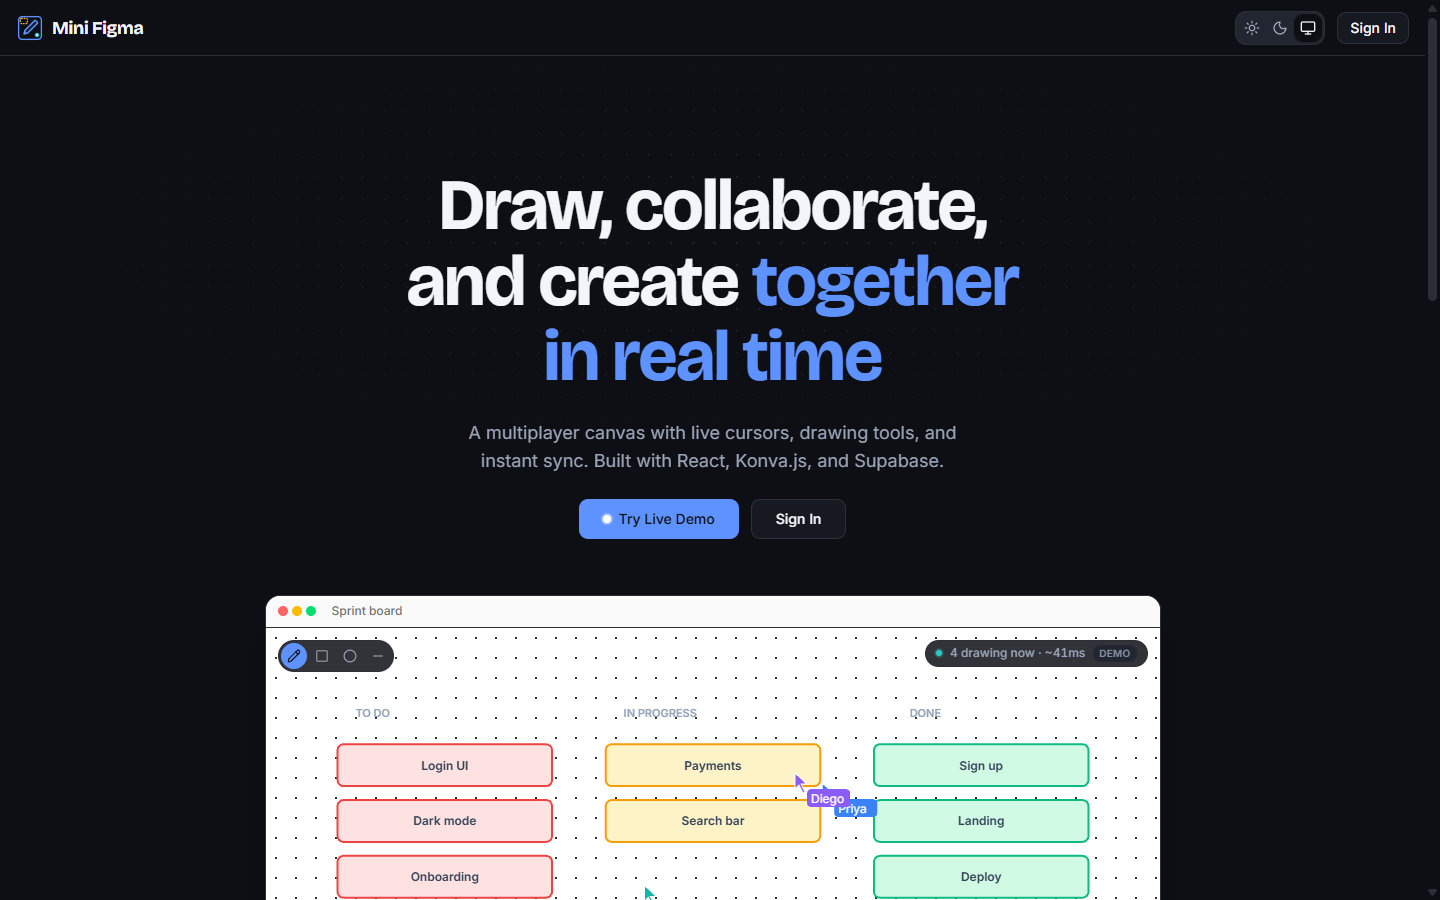 Mini Figma
Sign In
Draw, collaborate,
and create together
in real time
A multiplayer canvas with live cursors, drawing tools, and
instant sync. Built with React, Konva.js, and Supabase.
Try Live Demo
Sign In
Sprint board
4 drawing now · ~41ms DEMO
TO DO
IN PROGRESS
DONE
Login UI
Payments
Sign up
Diego
Priya
Dark mode
Search bar
Landing
Onboarding
Deploy